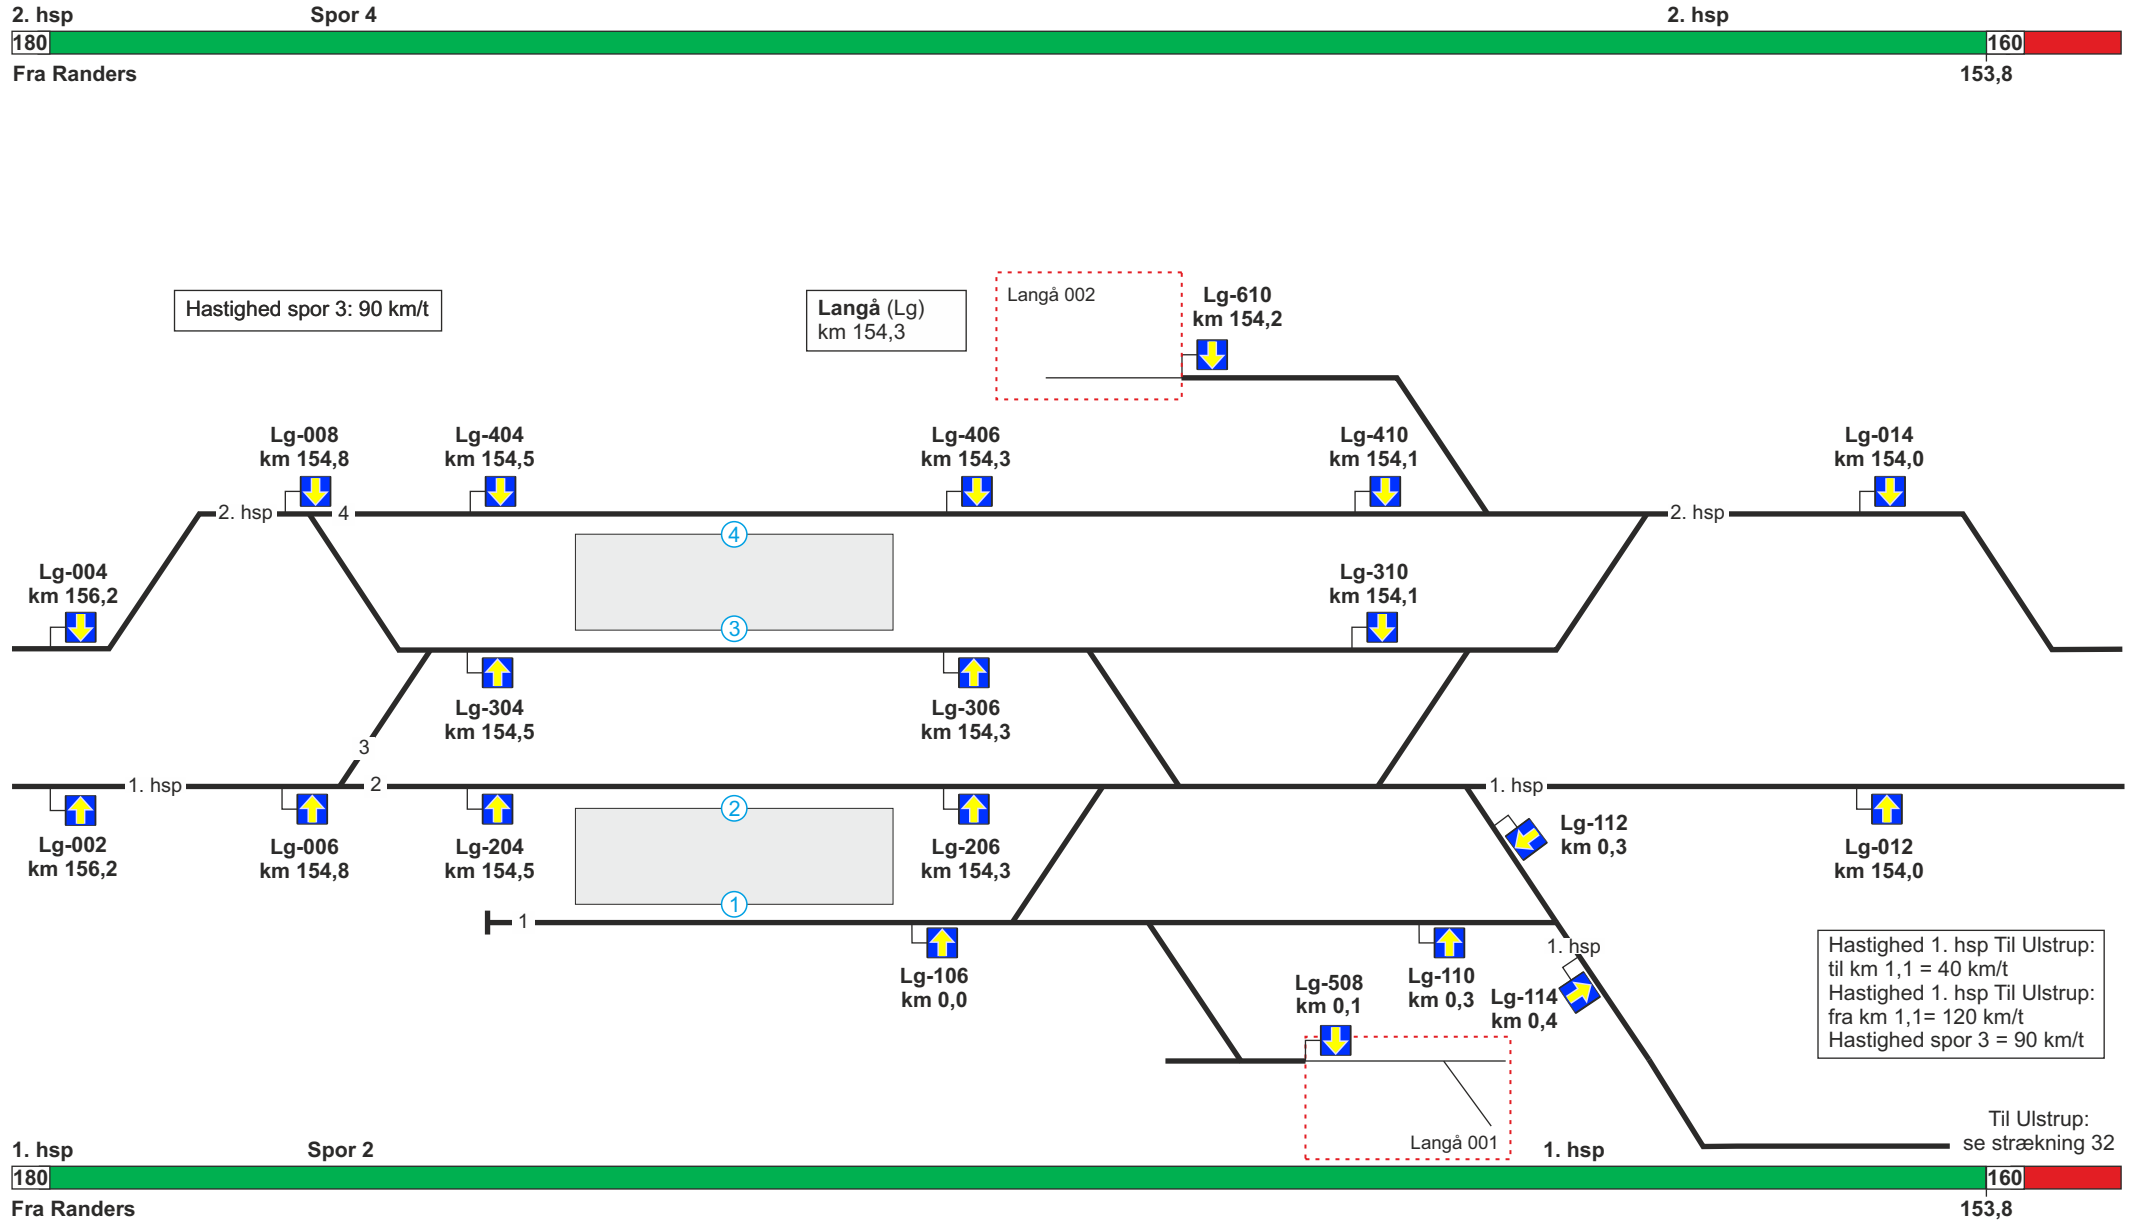 2. hsp
Spor 4
2. hsp
180
160
Fra Randers
153,8
Hastighed spor 3: 90 km/t
Langå (Lg)
km 154,3
Langå 002
Lg-610
km 154,2
Lg-008
km 154,8
Lg-404
km 154,5
Lg-406
km 154,3
Lg-410
km 154,1
Lg-014
km 154,0
2. hsp
4
2. hsp
4
Lg-004
km 156,2
Lg-310
km 154,1
3
Lg-304
km 154,5
Lg-306
km 154,3
3
1. hsp
2
1. hsp
2
Lg-002
km 156,2
Lg-006
km 154,8
Lg-204
km 154,5
Lg-206
km 154,3
Lg-112
km 0,3
Lg-012
km 154,0
1
1
1. hsp
Lg-106
km 0,0
Lg-508
km 0,1
Lg-110
km 0,3
Lg-114
km 0,4
Hastighed 1. hsp Til Ulstrup:
til km 1,1 = 40 km/t
Hastighed 1. hsp Til Ulstrup:
fra km 1,1= 120 km/t
Hastighed spor 3 = 90 km/t
Langå 001
Til Ulstrup:
se strækning 32
1. hsp
Spor 2
1. hsp
180
160
Fra Randers
153,8